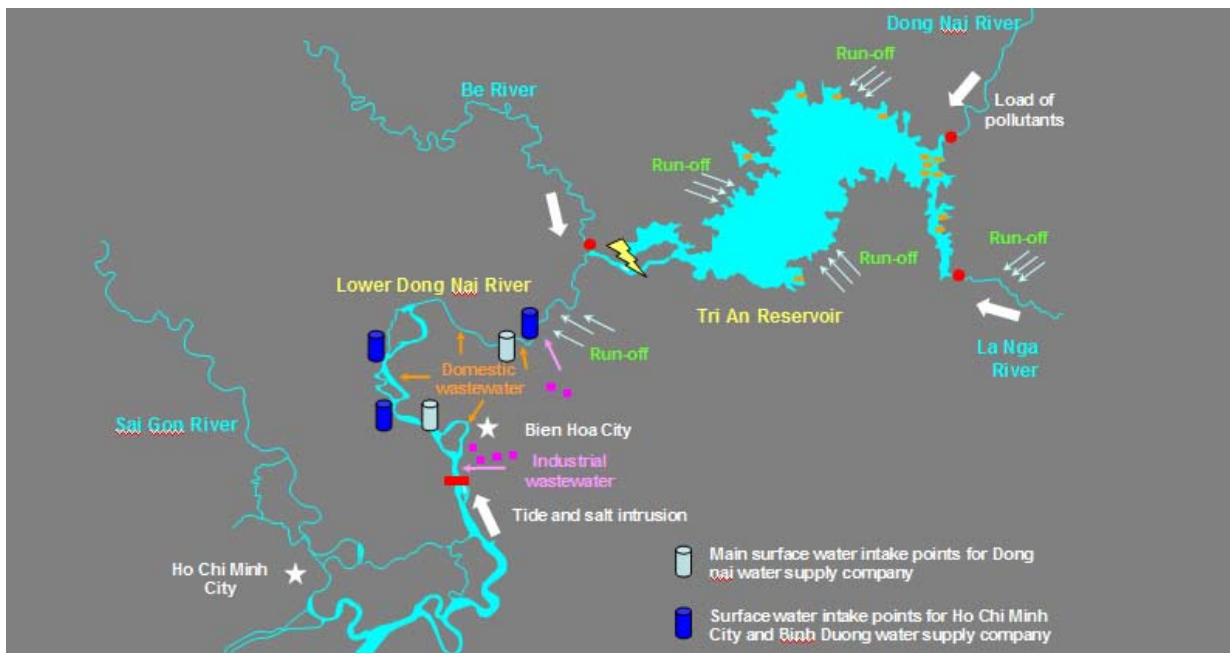 Dong Nai River
Run-off
Be River
Load of
pollutants
Run-off
Run-off
Run-off
Lower Dong Nai River
Tri An Reservoir
Run-off
La Nga
River
Domestic
wastewater
Sai Gon River
Bien Hoa City
Industrial
wastewater
Tide and salt intrusion
Ho Chi Minh
City
Main surface water intake points for Dong
nai water supply company
Surface water intake points for Ho Chi Minh
City and Binh Duong water supply company